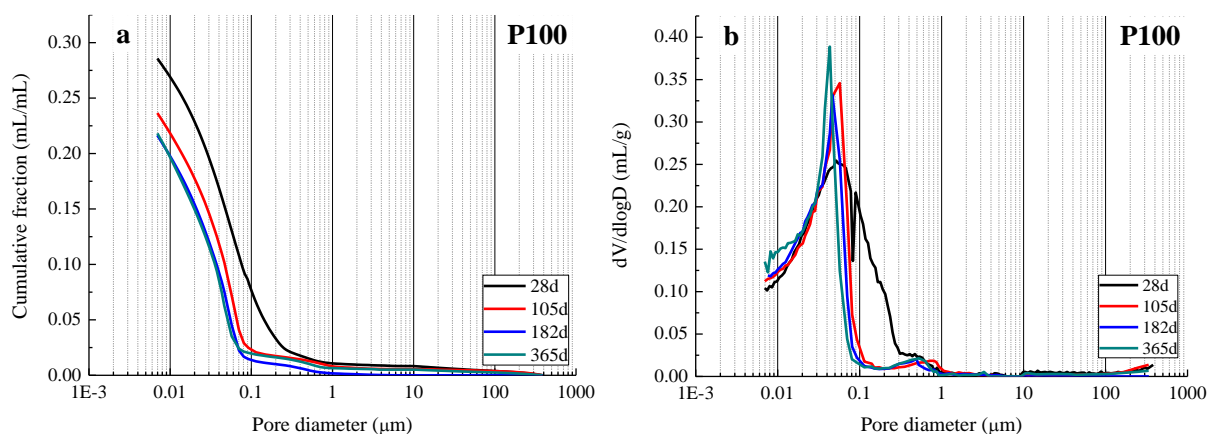 a
P100
0.30
0.25
0.20
0.15
0.10
0.05
0.00
Cumulative fraction (mL/mL)
28d
105d
182d
365d
1E-3 0.01 0.1 1 10 100 1000
Pore diameter (μm)
b
P100
0.40
0.35
0.30
0.25
0.20
0.15
0.10
0.05
0.00
dV/dlogD (mL/g)
28d
105d
182d
365d
1E-3 0.01 0.1 1 10 100 1000
Pore diameter (μm)